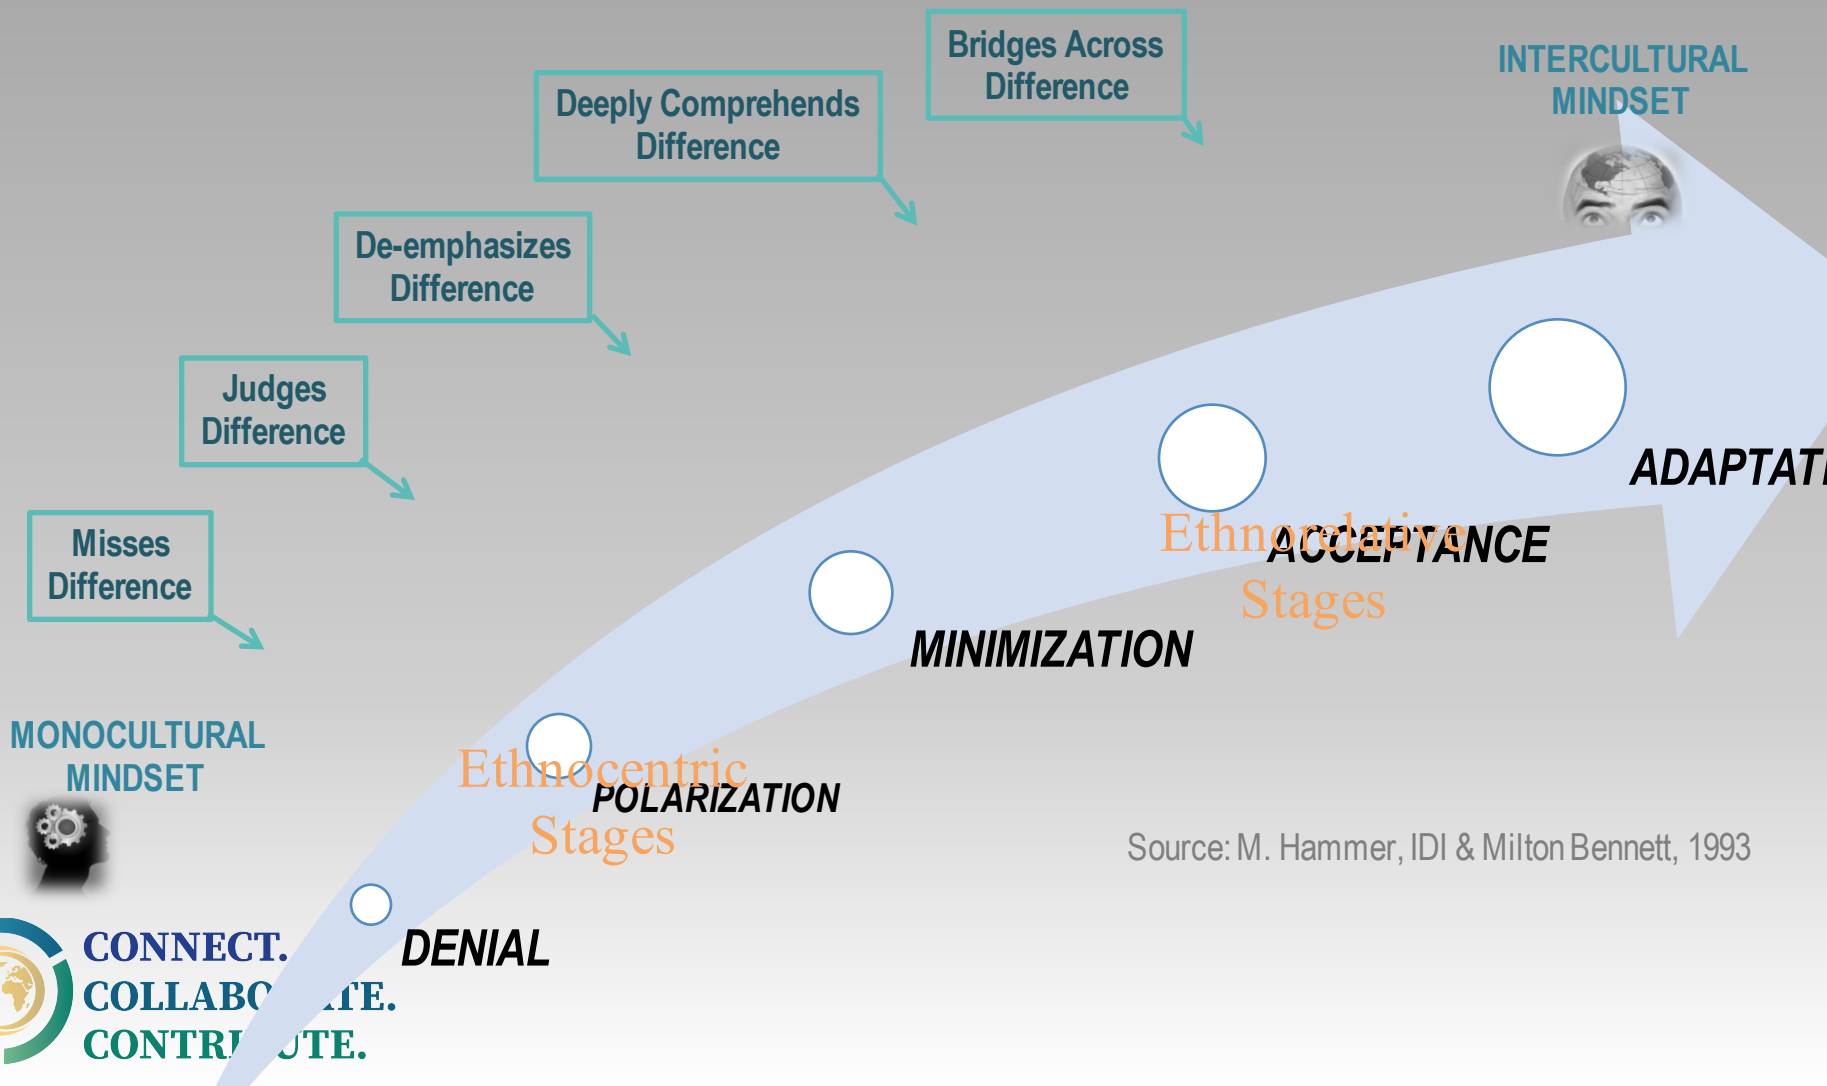 Bridges Across
Difference
INTERCULTURAL
MINDSET
Deeply Comprehends
Difference
De-emphasizes
Difference
Judges
Difference
Misses
Difference
MONOCULTURAL
MINDSET
ADAPTATI
Ethnorelative
Stages
ACCEPTANCE
MINIMIZATION
Ethnocentric
Stages
POLARIZATION
DENIAL
Source: M. Hammer, IDI & Milton Bennett, 1993
CONNECT.